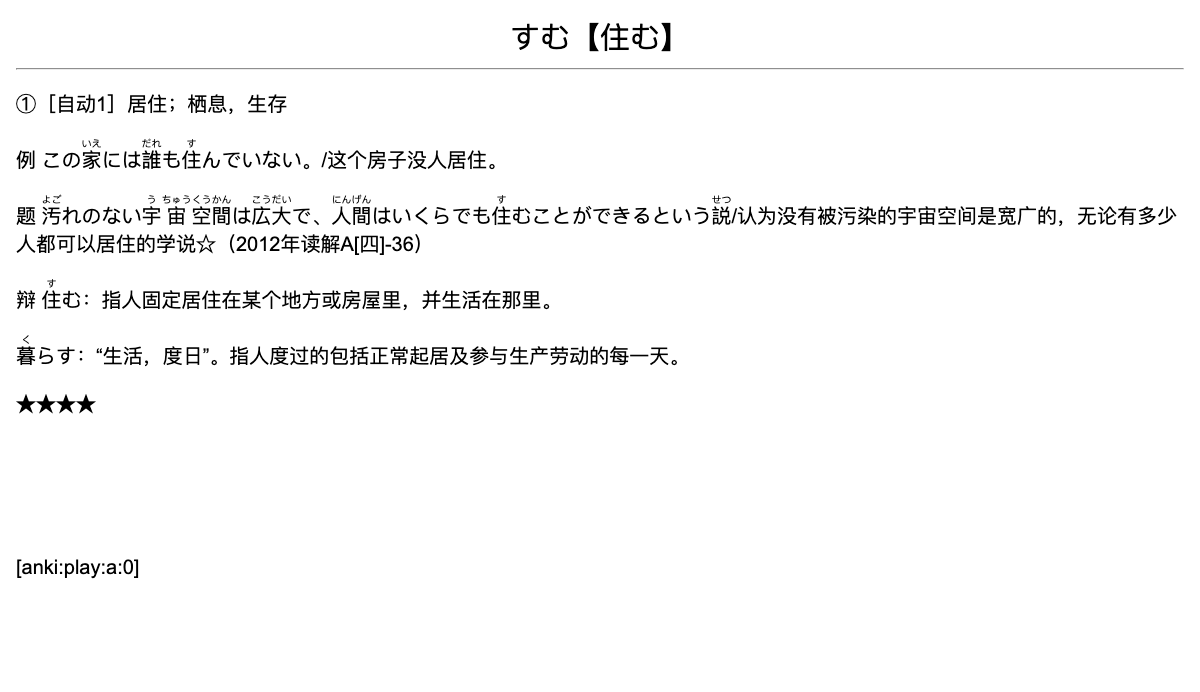 すむ【住む】
①［自动1］居住；栖息，生存
いえ だれ す
例 この家には誰も住んでいない。/这个房子没人居住。
よご う ちゅうくうかん こうだい にんげん す せつ
题 汚れのない宇宙空間は広大で、人間はいくらでも住むことができるという説/认为没有被污染的宇宙空间是宽广的，无论有多少
人都可以居住的学说☆（2012年读解A[四]-36）
す
辩 住む：指人固定居住在某个地方或房屋里，并生活在那里。
く
暮らす：“生活，度日”。指人度过的包括正常起居及参与生产劳动的每一天。
★★★★
[anki:play:a:0]